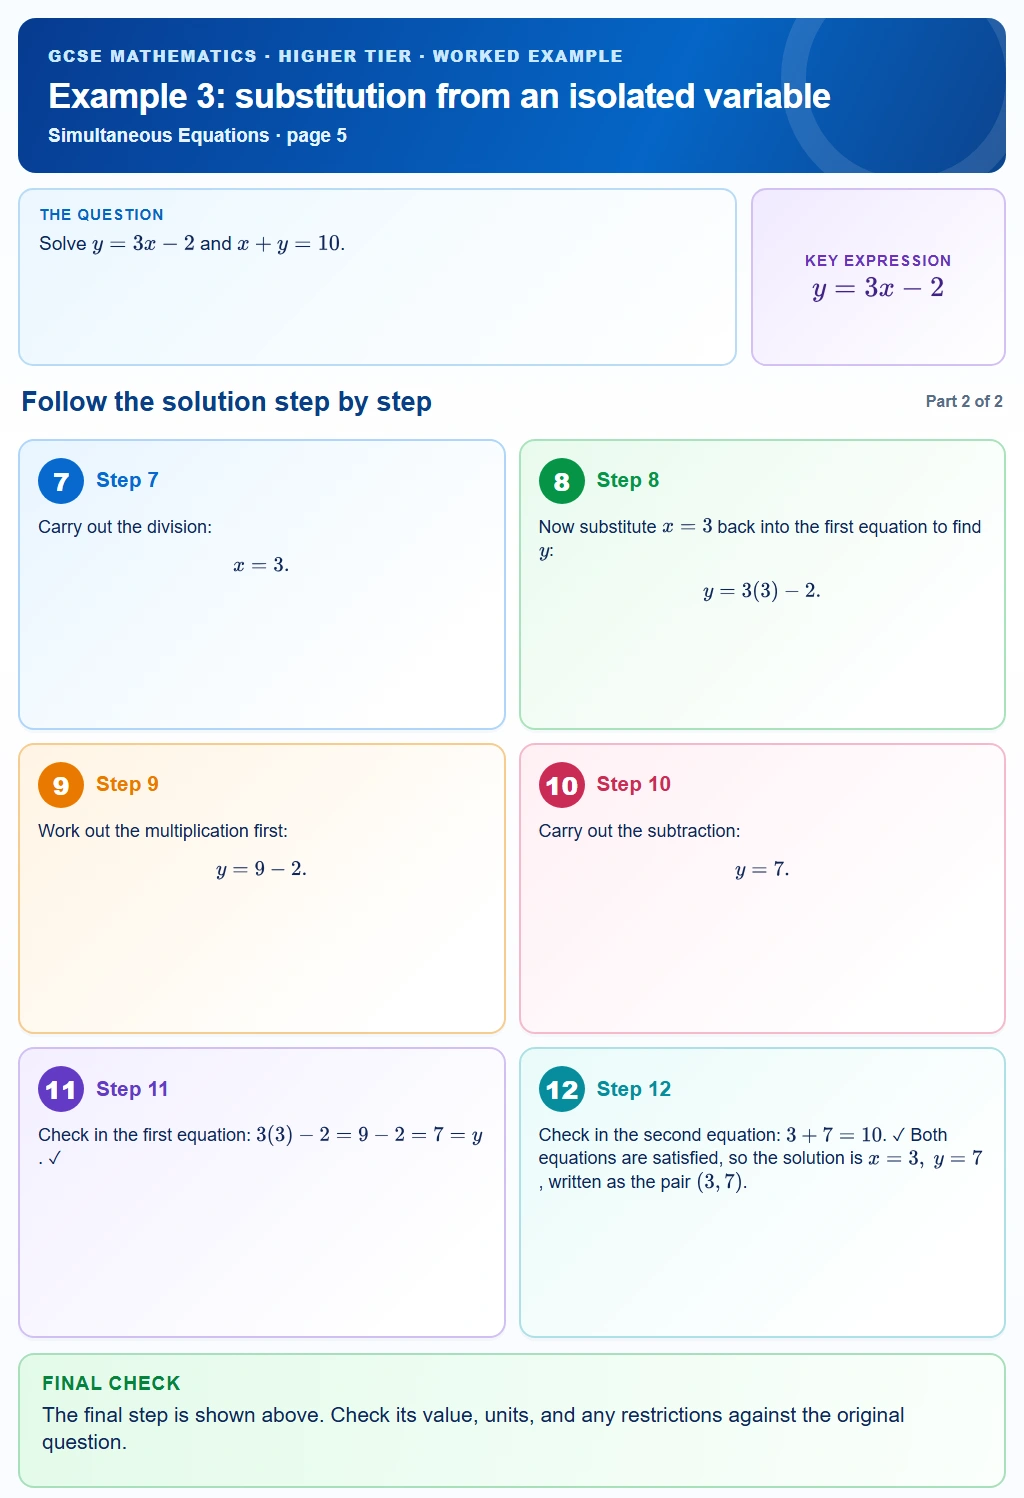 GCSE MATHEMATICS · HIGHER TIER · WORKED EXAMPLE
Example 3: substitution from an isolated variable
Simultaneous Equations · page 5
THE QUESTION
Solve y = 3x − 2 and x + y = 10.
KEY EXPRESSION
y = 3x − 2
Follow the solution step by step
Part 2 of 2
7 Step 7
Carry out the division:
x = 3.
8 Step 8
Now substitute x = 3 back into the first equation to find
y:
y = 3(3) − 2.
9 Step 9
Work out the multiplication first:
y = 9 − 2.
10 Step 10
Carry out the subtraction:
y = 7.
11 Step 11
Check in the first equation: 3(3) − 2 = 9 − 2 = 7 = y
. ✓
12 Step 12
Check in the second equation: 3 + 7 = 10. ✓ Both
equations are satisfied, so the solution is x = 3, y = 7
, written as the pair (3, 7).
FINAL CHECK
The final step is shown above. Check its value, units, and any restrictions against the original
question.